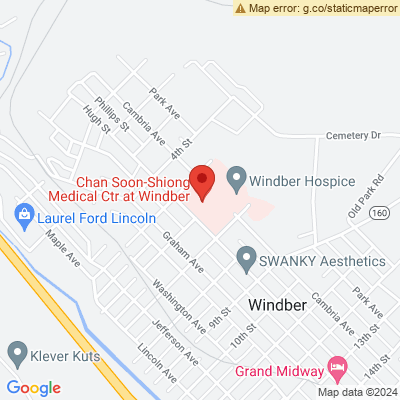 Map error: g.co/staticmaperror
Park Ave
Phillips St
Cambria Ave
Hugh St
4th St
Cemetery Dr
Chan Soon-Shiong
Medical Ctr at Windber
Windber Hospice
Old Park Rd
160
Laurel Ford Lincoln
Maple Ave
Graham Ave
SWANKY Aesthetics
Washington Ave
Windber
Cambria Ave
Park Ave
9th St
10th St
13th St
Jefferson Ave
Klever Kuts
Lincoln Ave
Grand Midway
14th St
Google
Map data ©2024